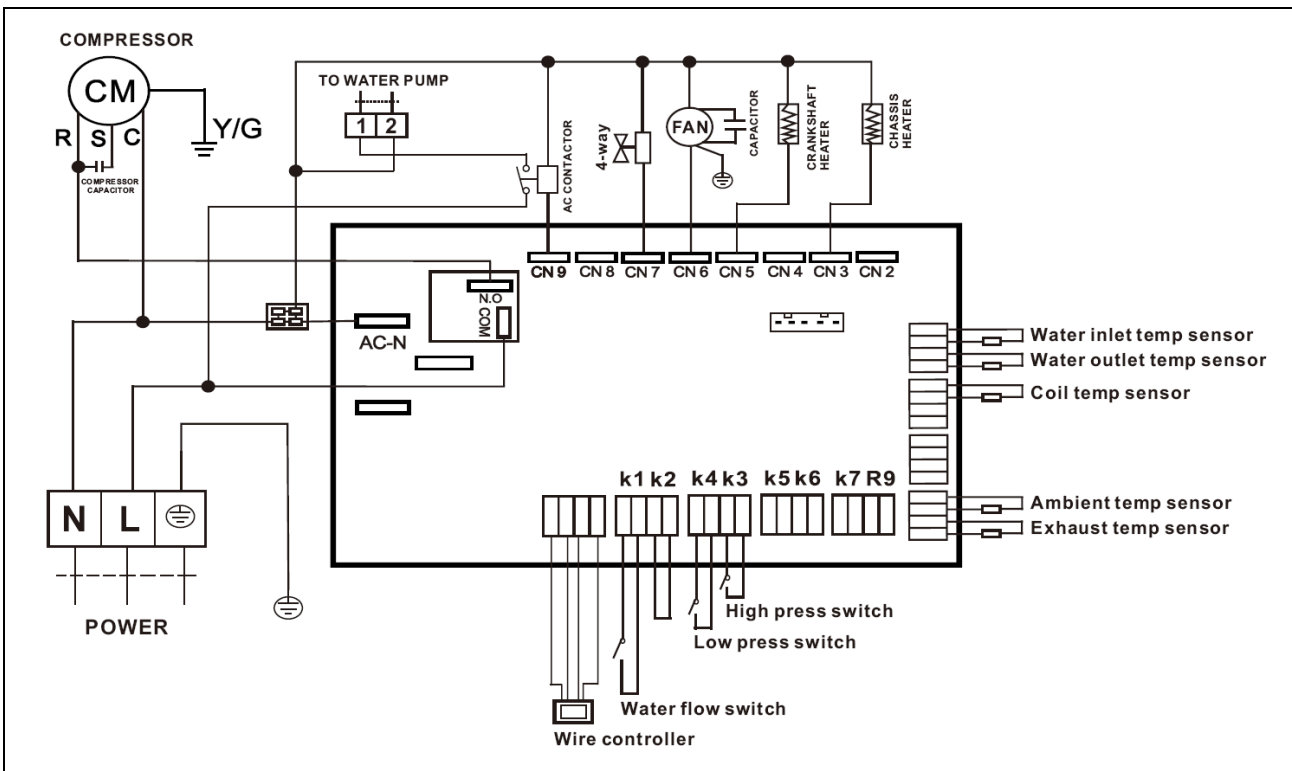 COMPRESSOR
CM
R S C
Y/G
COMPRESSOR
CAPACITOR
TO WATER PUMP
1 2
AC CONTACTOR
4-way
FAN
CAPACITOR
CRANKSHAFT
HEATER
CHASSIS
HEATER
CN 9 CN 8 CN 7 CN 6 CN 5 CN 4 CN 3 CN 2
N.O
COM
AC-N
Water inlet temp sensor
Water outlet temp sensor
Coil temp sensor
k1 k2 k4 k3 k5 k6 k7 R9
Ambient temp sensor
Exhaust temp sensor
N L
POWER
High press switch
Low press switch
Water flow switch
Wire controller